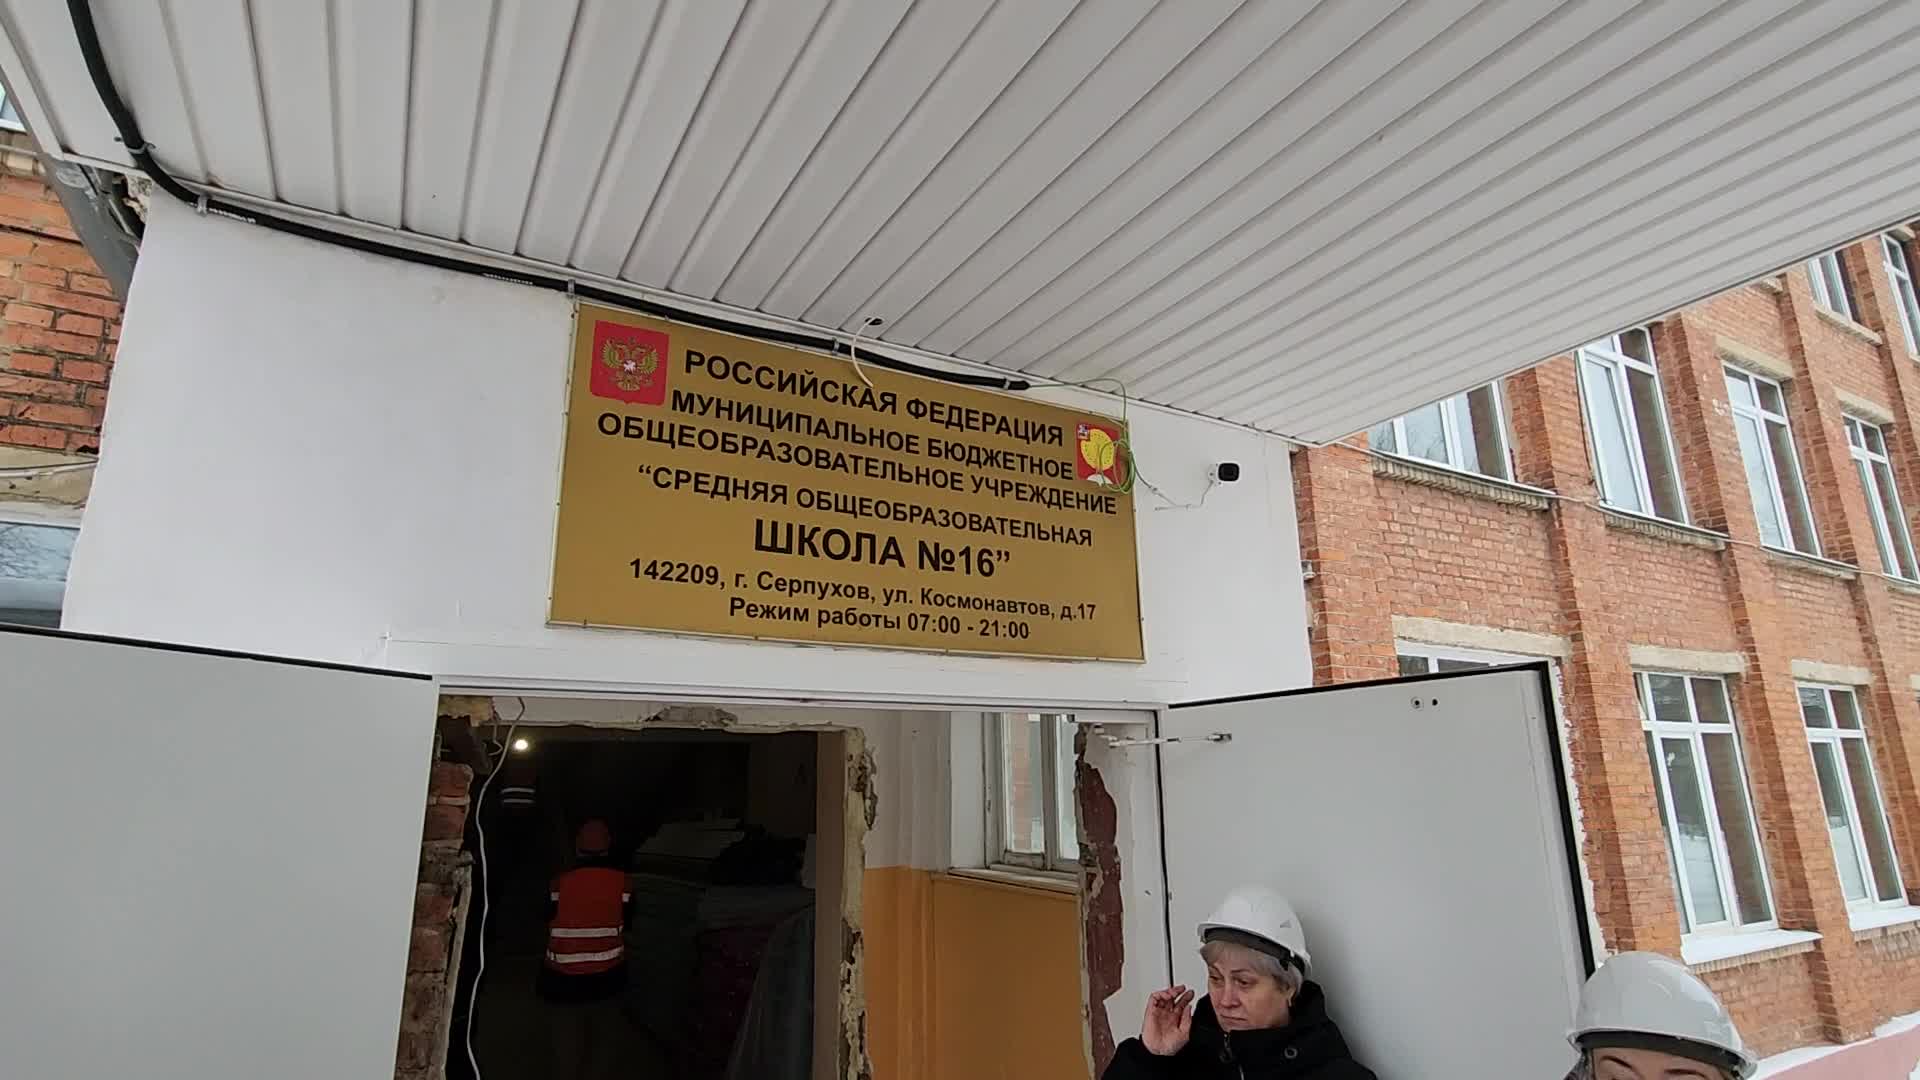 РОССИЙСКАЯ ФЕДЕРАЦИЯ
МУНИЦИПАЛЬНОЕ БЮДЖЕТНОЕ
ОБЩЕОБРАЗОВАТЕЛЬНОЕ УЧРЕЖДЕНИЕ
“СРЕДНЯЯ ОБЩЕОБРАЗОВАТЕЛЬНАЯ
ШКОЛА №16”
142209, г. Серпухов, ул. Космонавтов, д.17
Режим работы 07:00 - 21:00